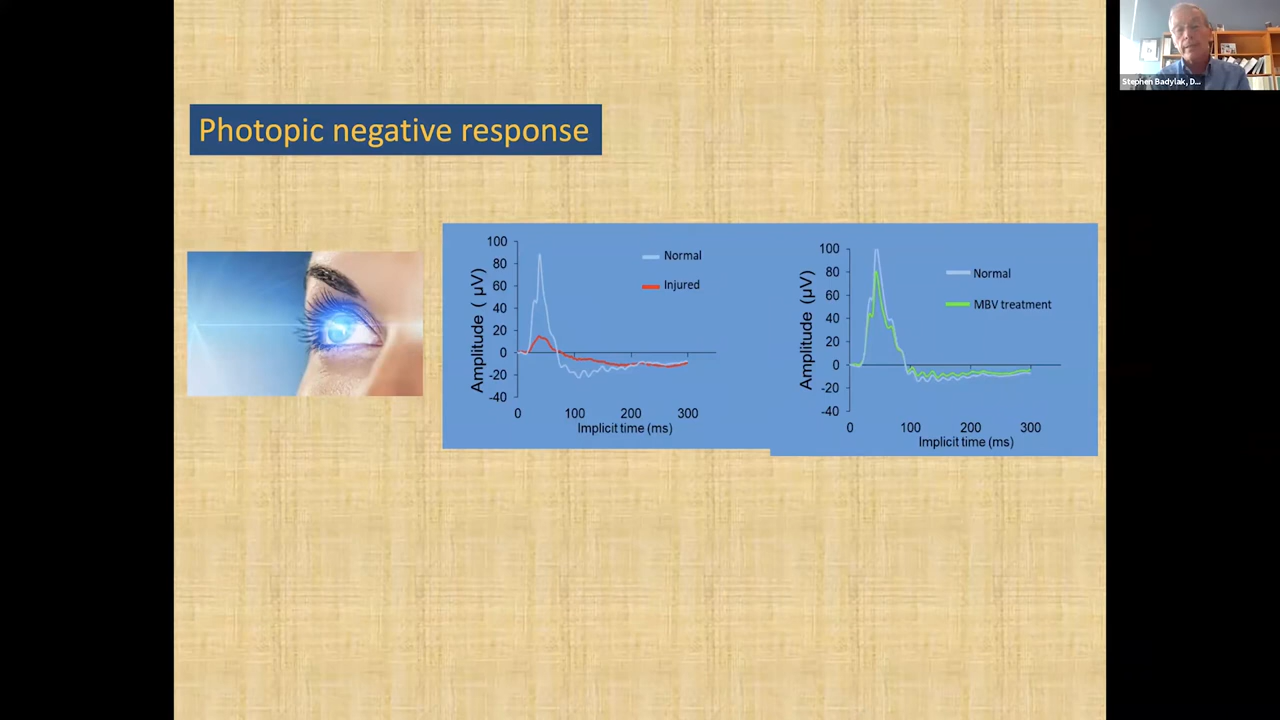 Stephen Badylak, D...
Photopic negative response
100
80
60
40
20
0
-20
-40
Amplitude ( µV)
Normal
Injured
0
100
200
300
Implicit time (ms)
100
80
60
40
20
0
-20
-40
Amplitude (µV)
Normal
MBV treatment
0
100
200
300
Implicit time (ms)